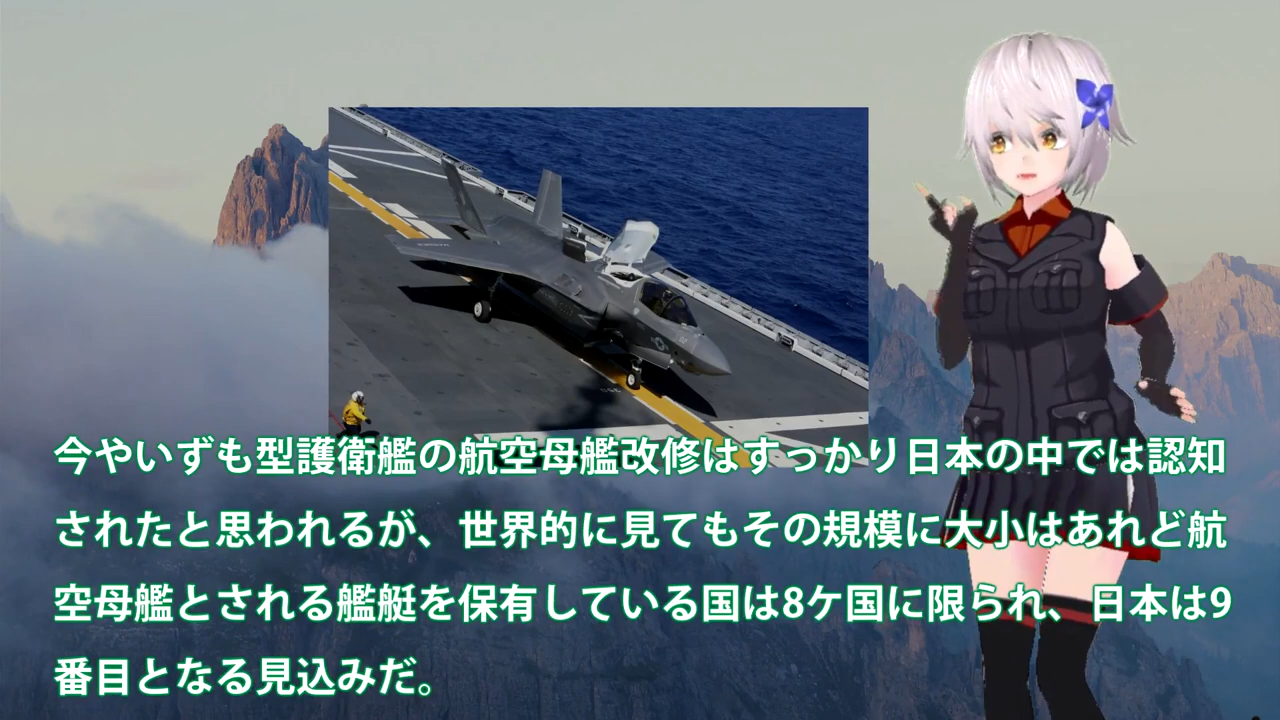 今やいずも型護衛艦の航空母艦改修はすっかり日本の中では認知
されたと思われるが、世界的に見てもその規模に大小はあれど航
空母艦とされる艦艇を保有している国は8ケ国に限られ、日本は9
番目となる見込みだ。